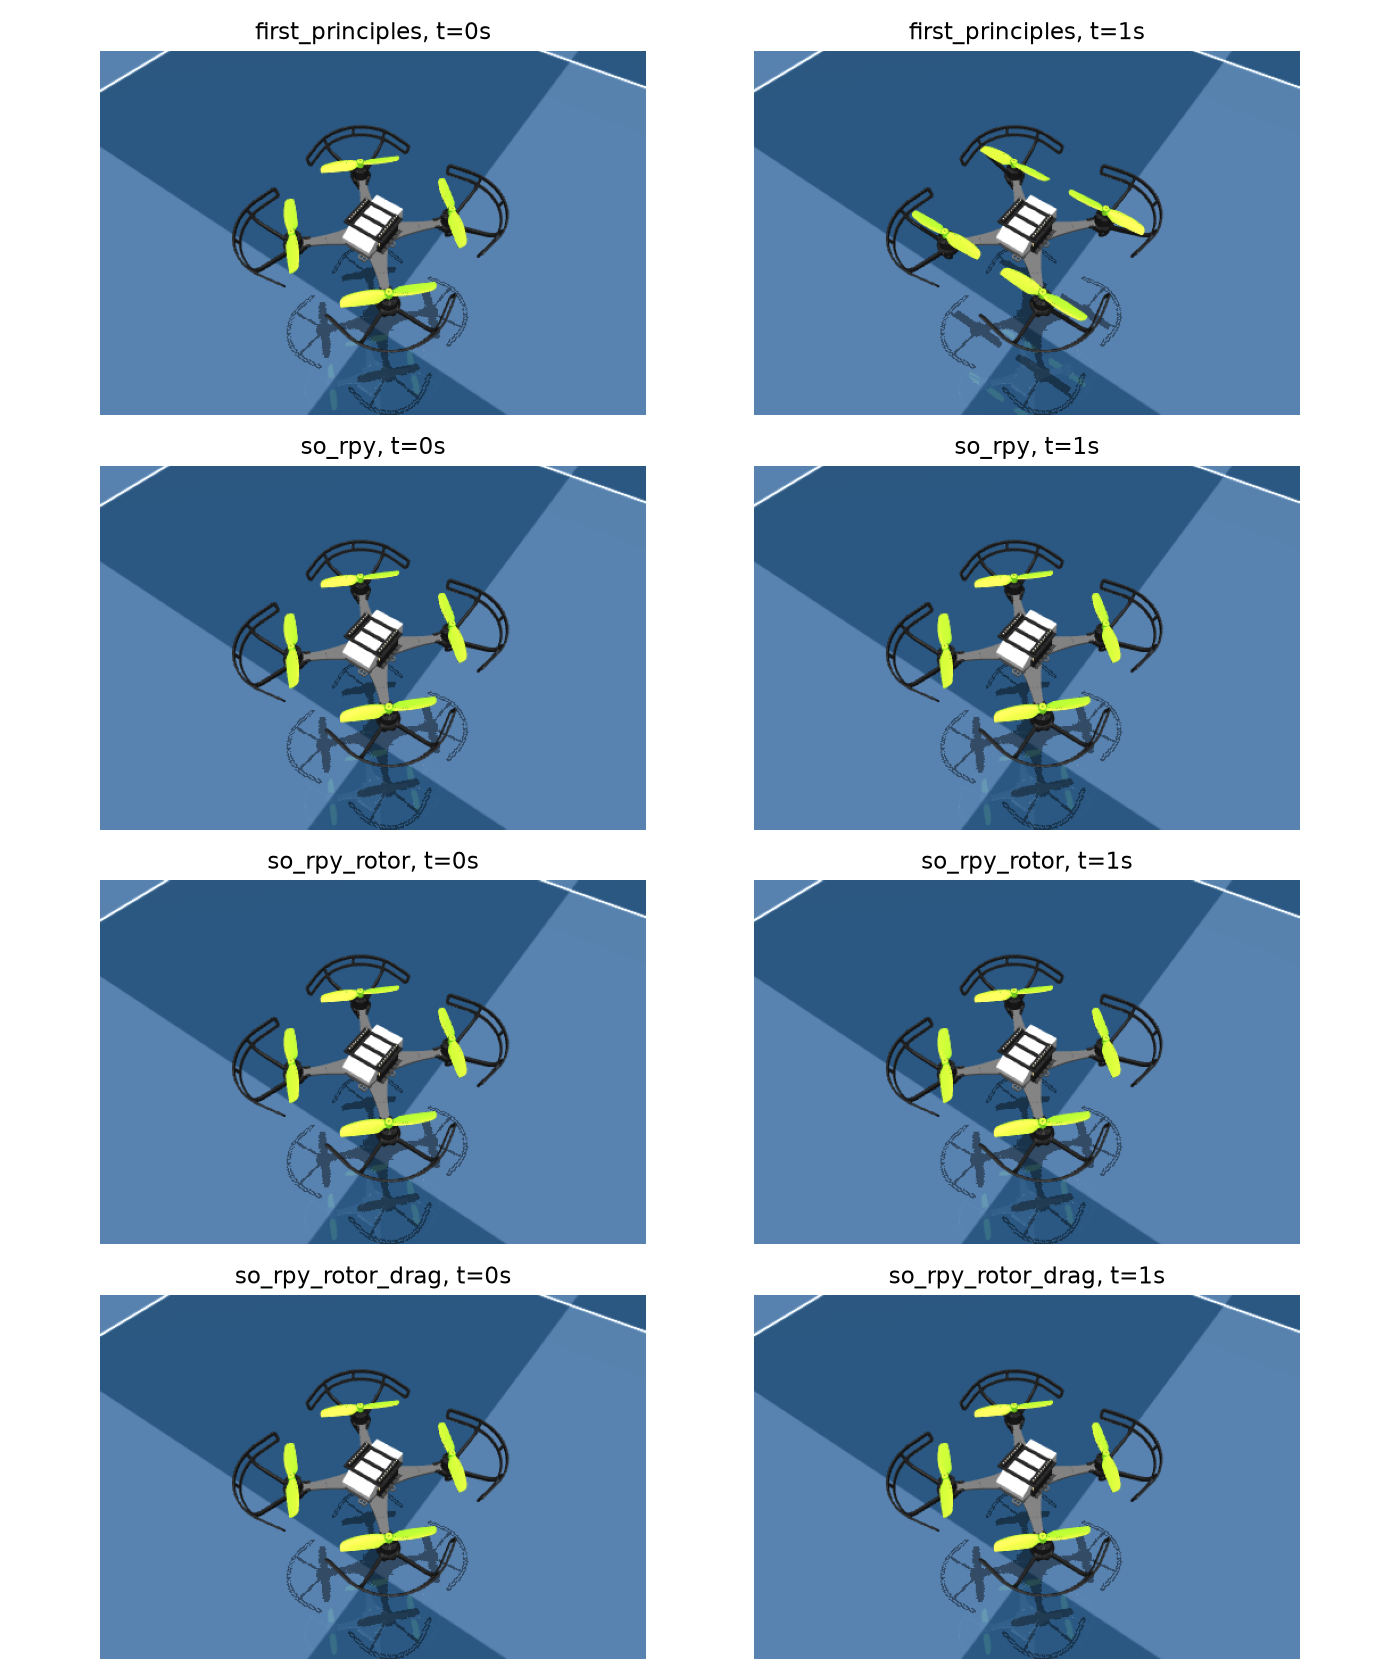 first_principles, t=0s
first_principles, t=1s
so_rpy, t=0s
so_rpy, t=1s
so_rpy_rotor, t=0s
so_rpy_rotor, t=1s
so_rpy_rotor_drag, t=0s
so_rpy_rotor_drag, t=1s